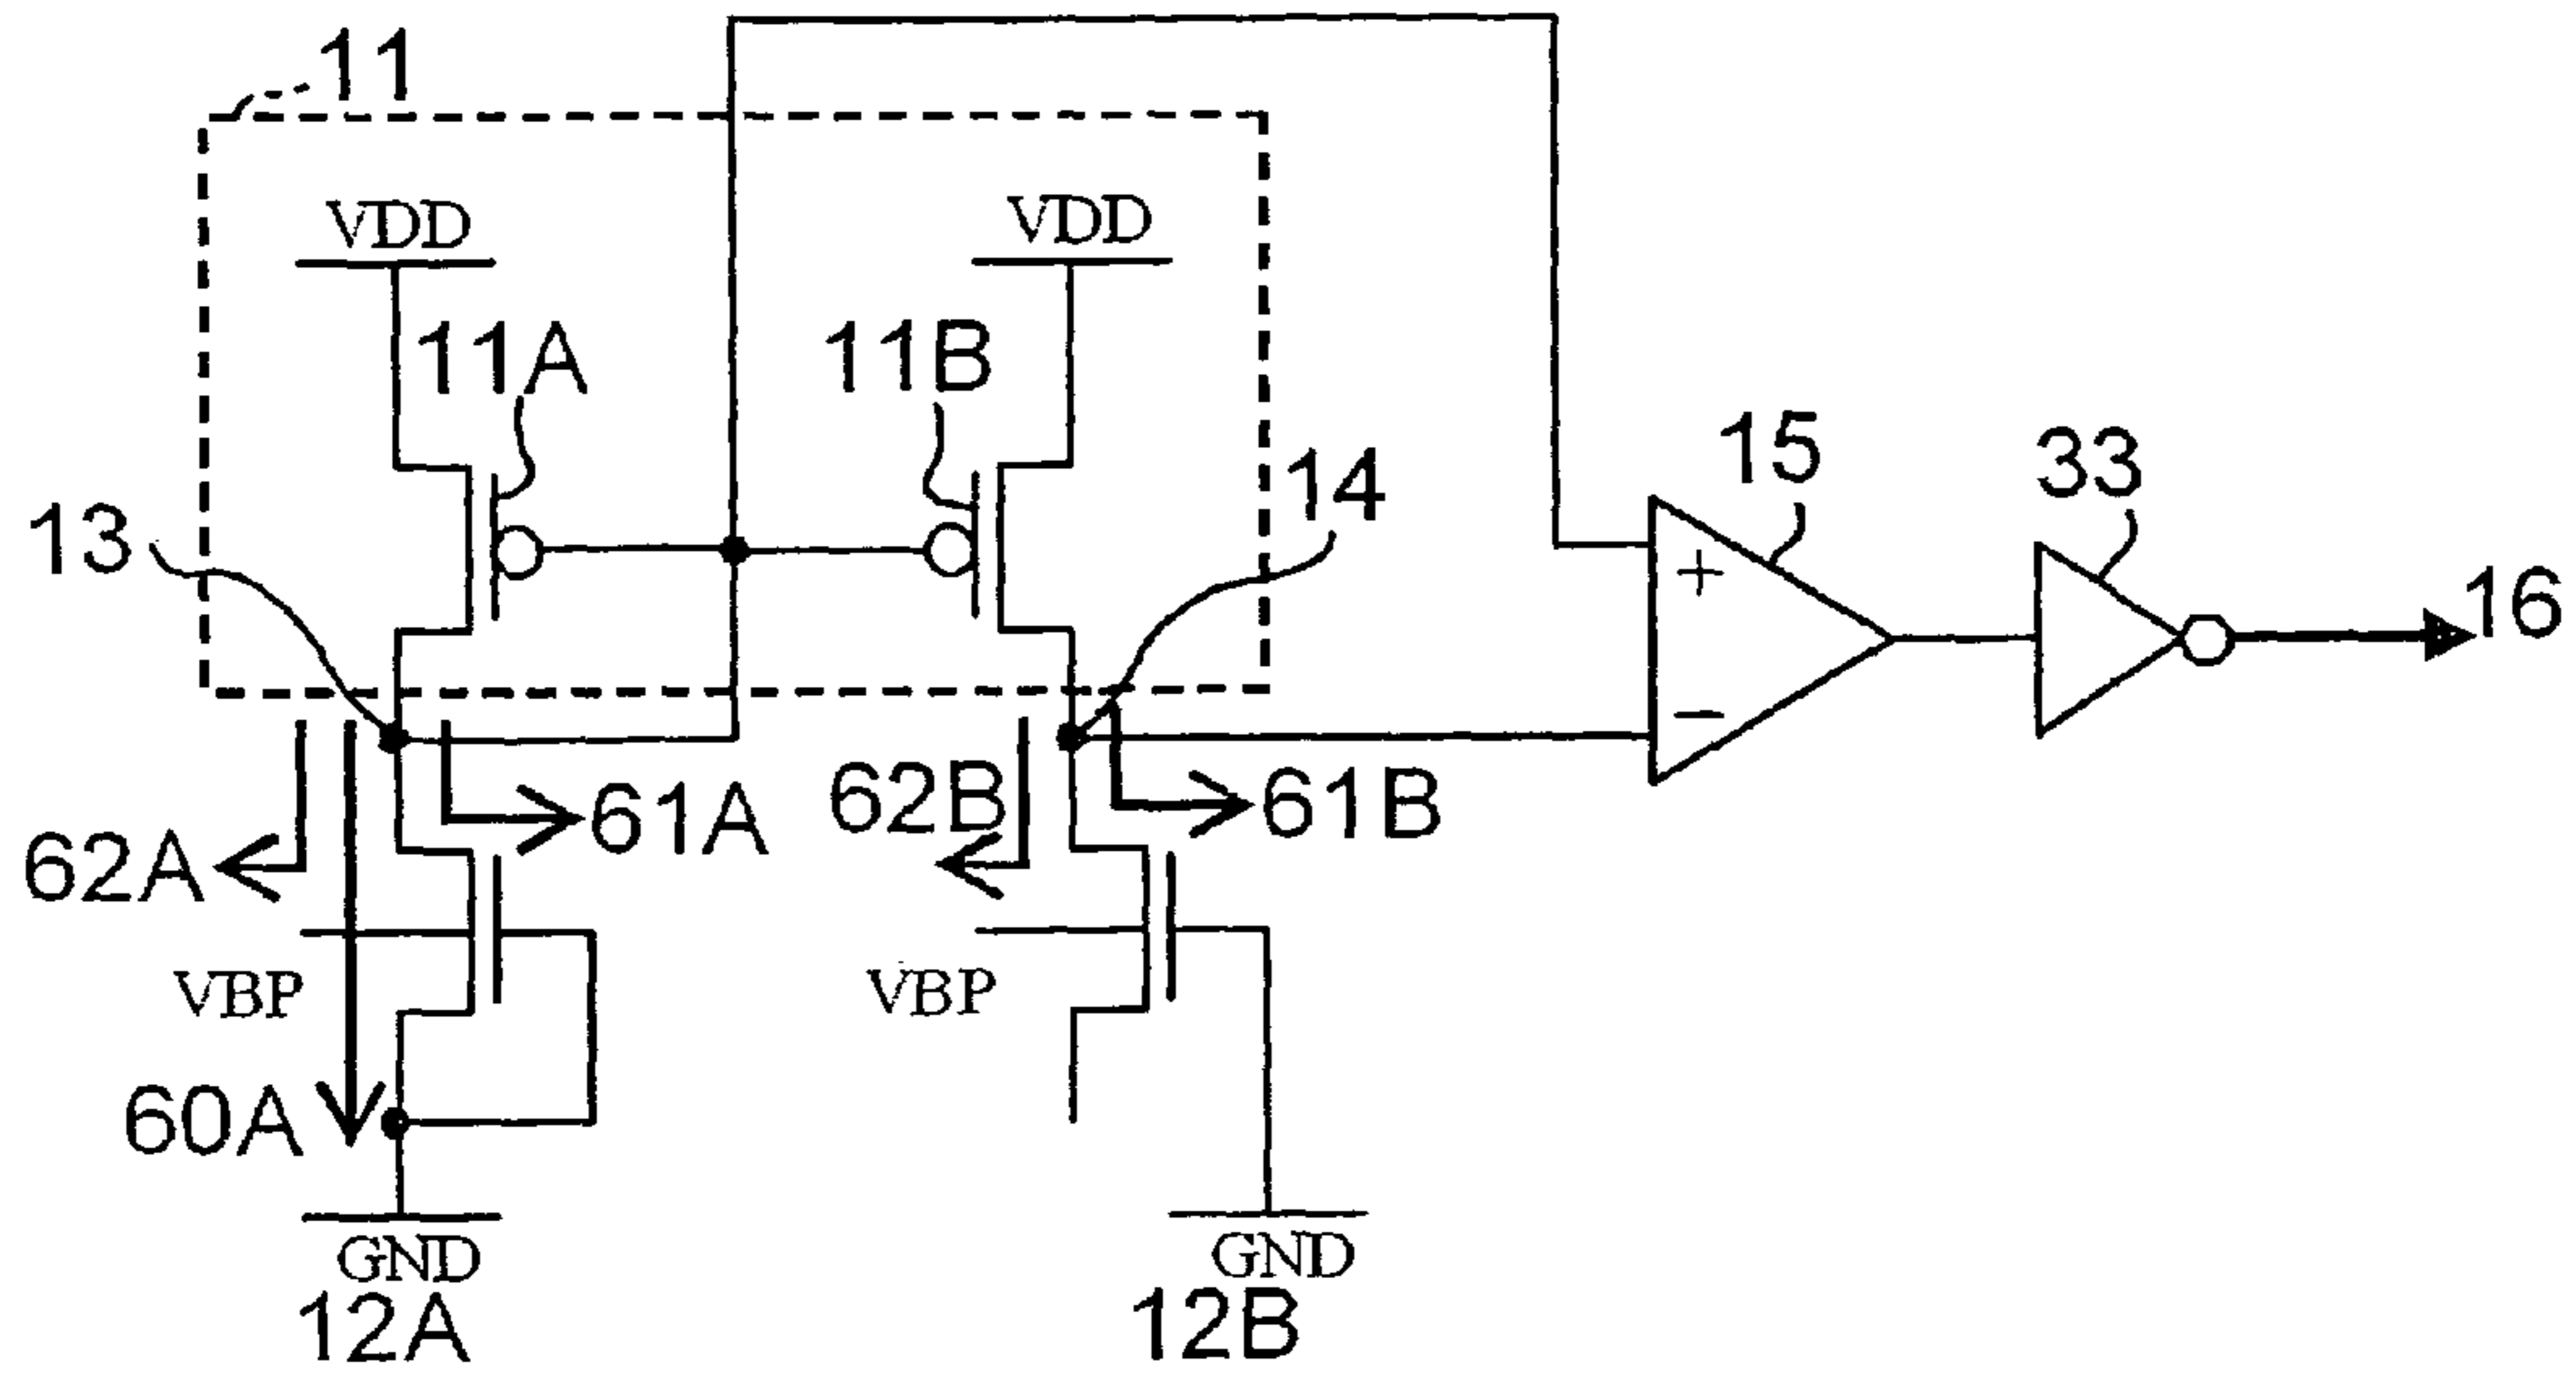 11
VDD
VDD
11A
11B
13
14
15
33
+
−
16
62A
61A
62B
61B
VBP
VBP
60A
GND
GND
12A
12B